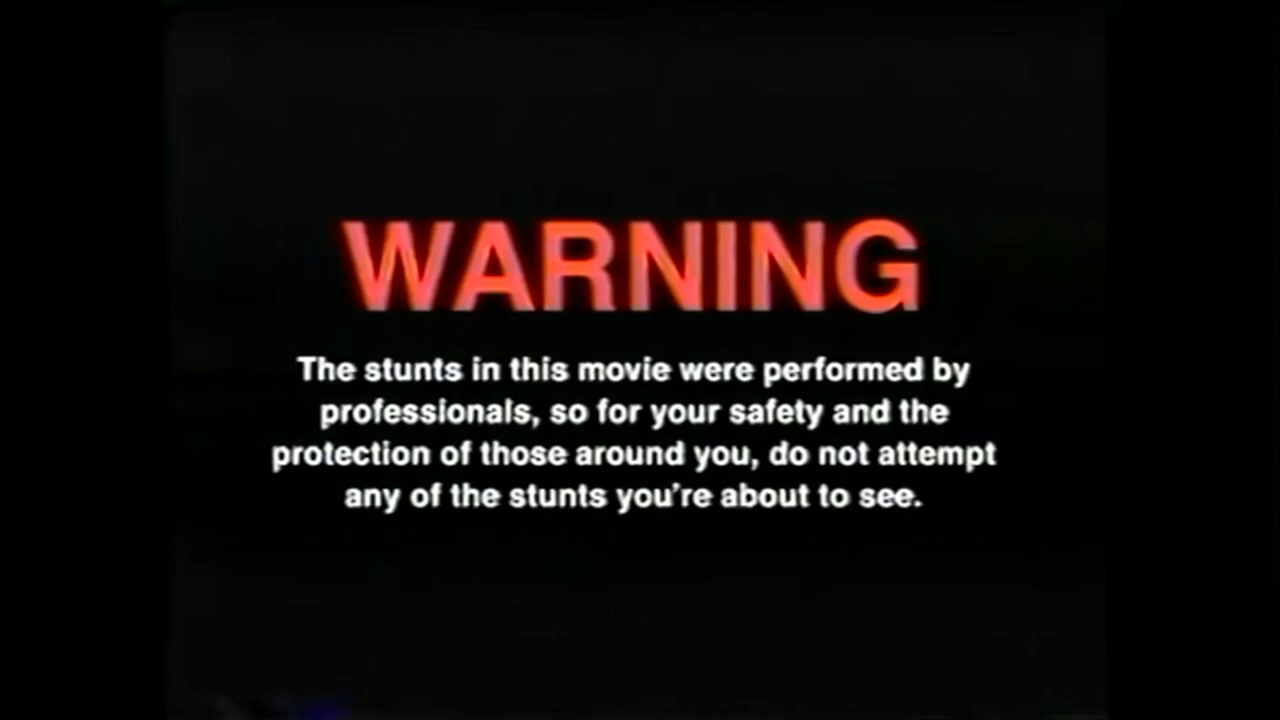 WARNING
The stunts in this movie were performed by
professionals, so for your safety and the
protection of those around you, do not attempt
any of the stunts you're about to see.